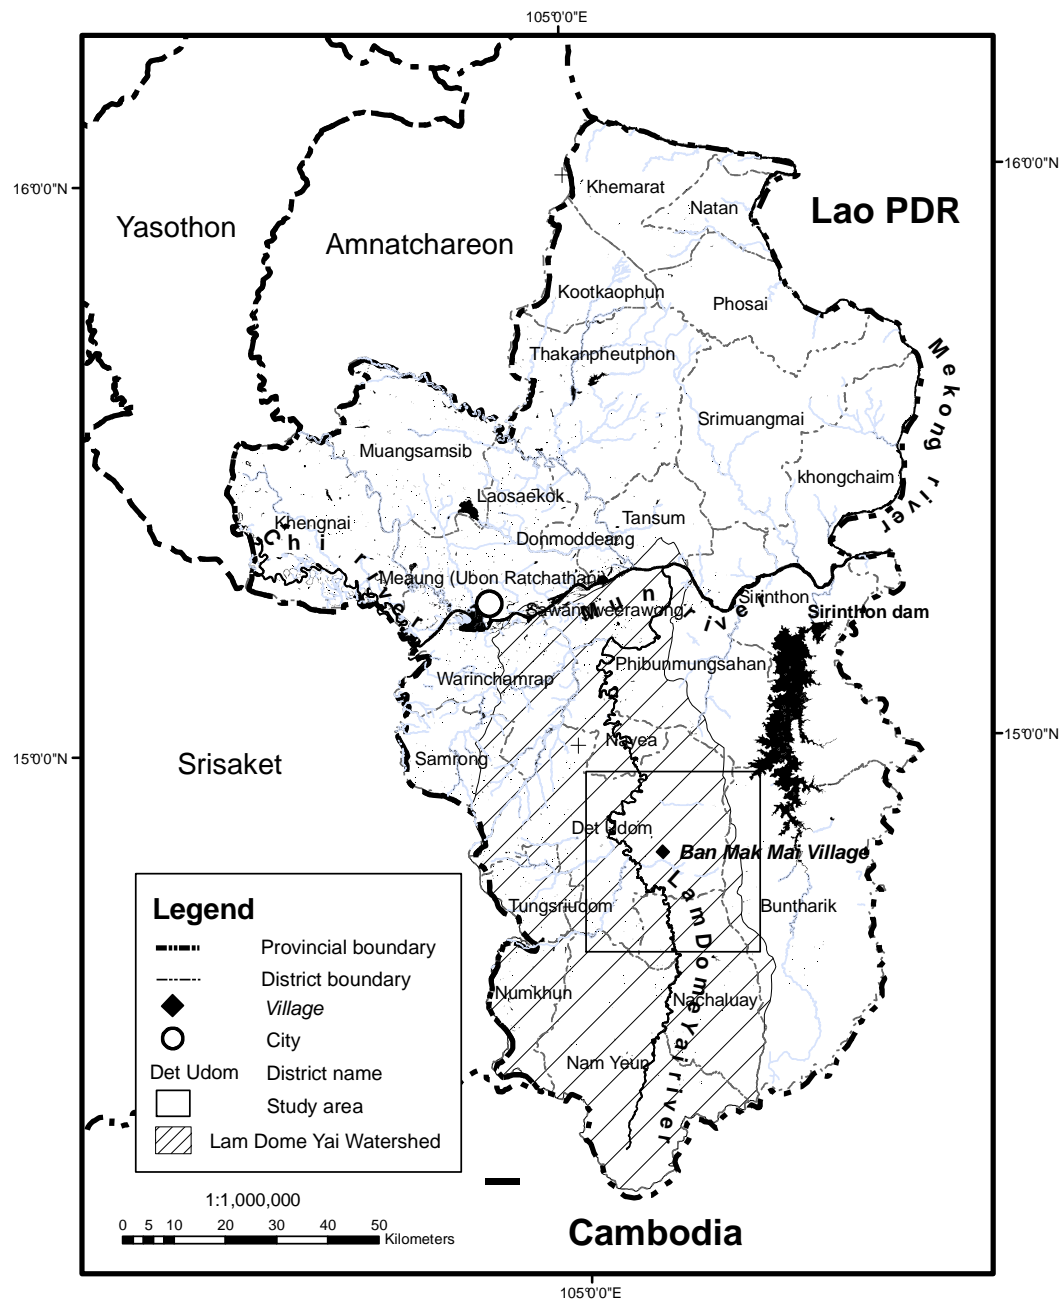 105°0'0"E
16°0'0"N
16°0'0"N
Khemarat
Natan
Lao PDR
Yasothon
Amnatchareon
Kootkaophun
Phosai
Thakanpheutphon
Mekong river
Srimuangmai
Muangsamsib
khongchaim
Laosaekok
Khengnai
Tansum
Donmoddeang
Chi river
Meaung (Ubon Ratchathani)
Sirinthon
Sawangweerawong
Mun river
Sirinthon dam
Phibunmungsahan
Warinchamrap
Nayea
15°0'0"N
15°0'0"N
Srisaket
Samrong
Det Udom
Ban Mak Mai Village
Lam Dome Yai river
Tungsriudom
Buntharik
Numkhun
Nachaluay
Nam Yeun
Legend
Provincial boundary
District boundary
Village
City
Det Udom District name
Study area
Lam Dome Yai Watershed
1:1,000,000
0 5 10 20 30 40 50
Kilometers
Cambodia
105°0'0"E